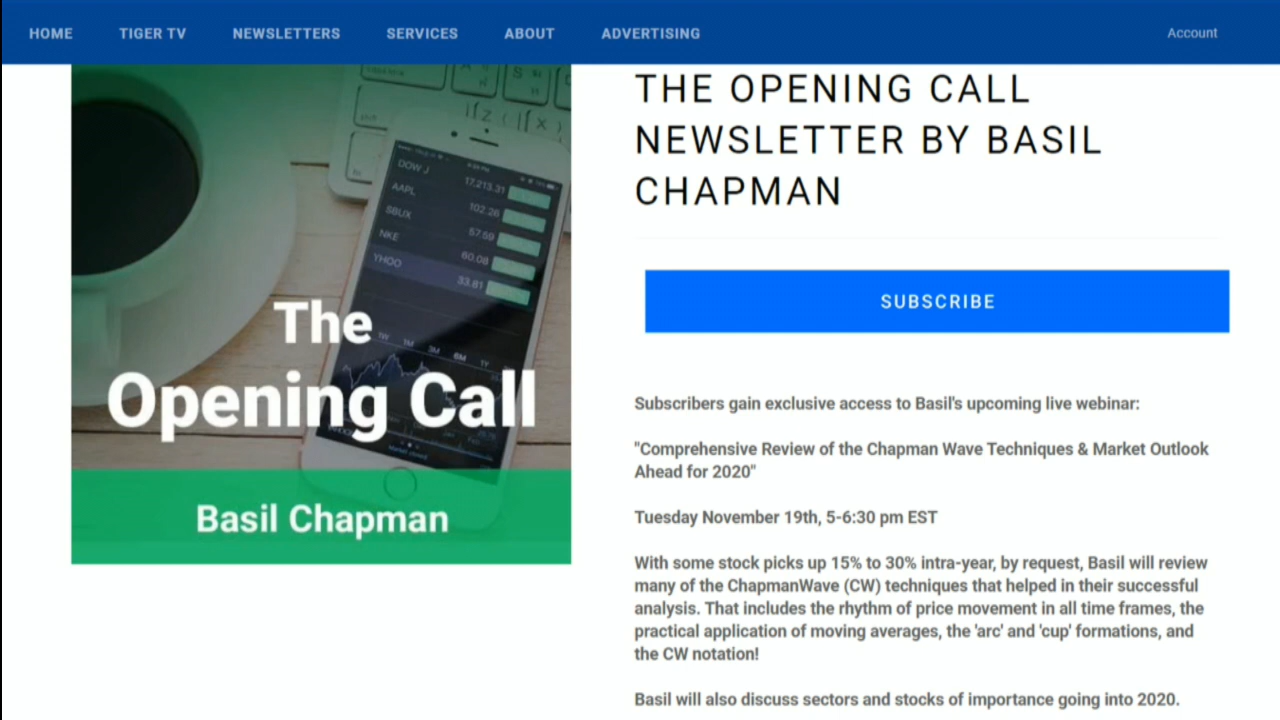 HOME TIGER TV NEWSLETTERS SERVICES ABOUT ADVERTISING Account
DOW J 17,213.31
AAPL 102.26
SBUX 57.59
NKE 60.08
YHOO 33.81
1W 1M 3M 6M 1Y
The
Opening Call
Basil Chapman
THE OPENING CALL
NEWSLETTER BY BASIL
CHAPMAN
SUBSCRIBE
Subscribers gain exclusive access to Basil's upcoming live webinar:
"Comprehensive Review of the Chapman Wave Techniques & Market Outlook
Ahead for 2020"
Tuesday November 19th, 5-6:30 pm EST
With some stock picks up 15% to 30% intra-year, by request, Basil will review
many of the ChapmanWave (CW) techniques that helped in their successful
analysis. That includes the rhythm of price movement in all time frames, the
practical application of moving averages, the 'arc' and 'cup' formations, and
the CW notation!
Basil will also discuss sectors and stocks of importance going into 2020.